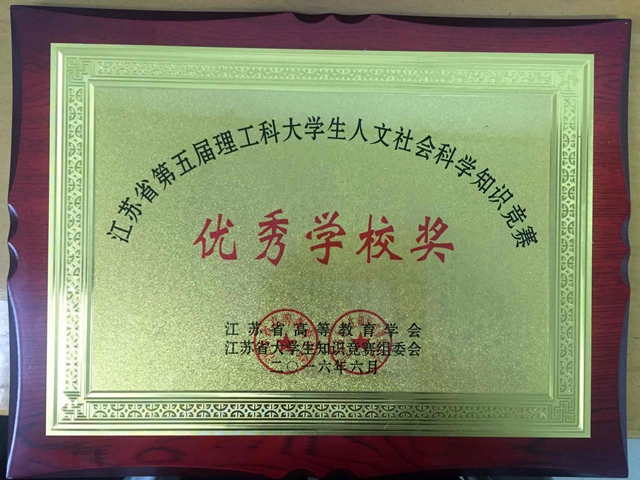 江苏省第五届理工科大学生人文社会科学知识竞赛
优秀学校奖
江苏省高等教育学会
江苏省大学生知识竞赛组委会
二〇一六年六月